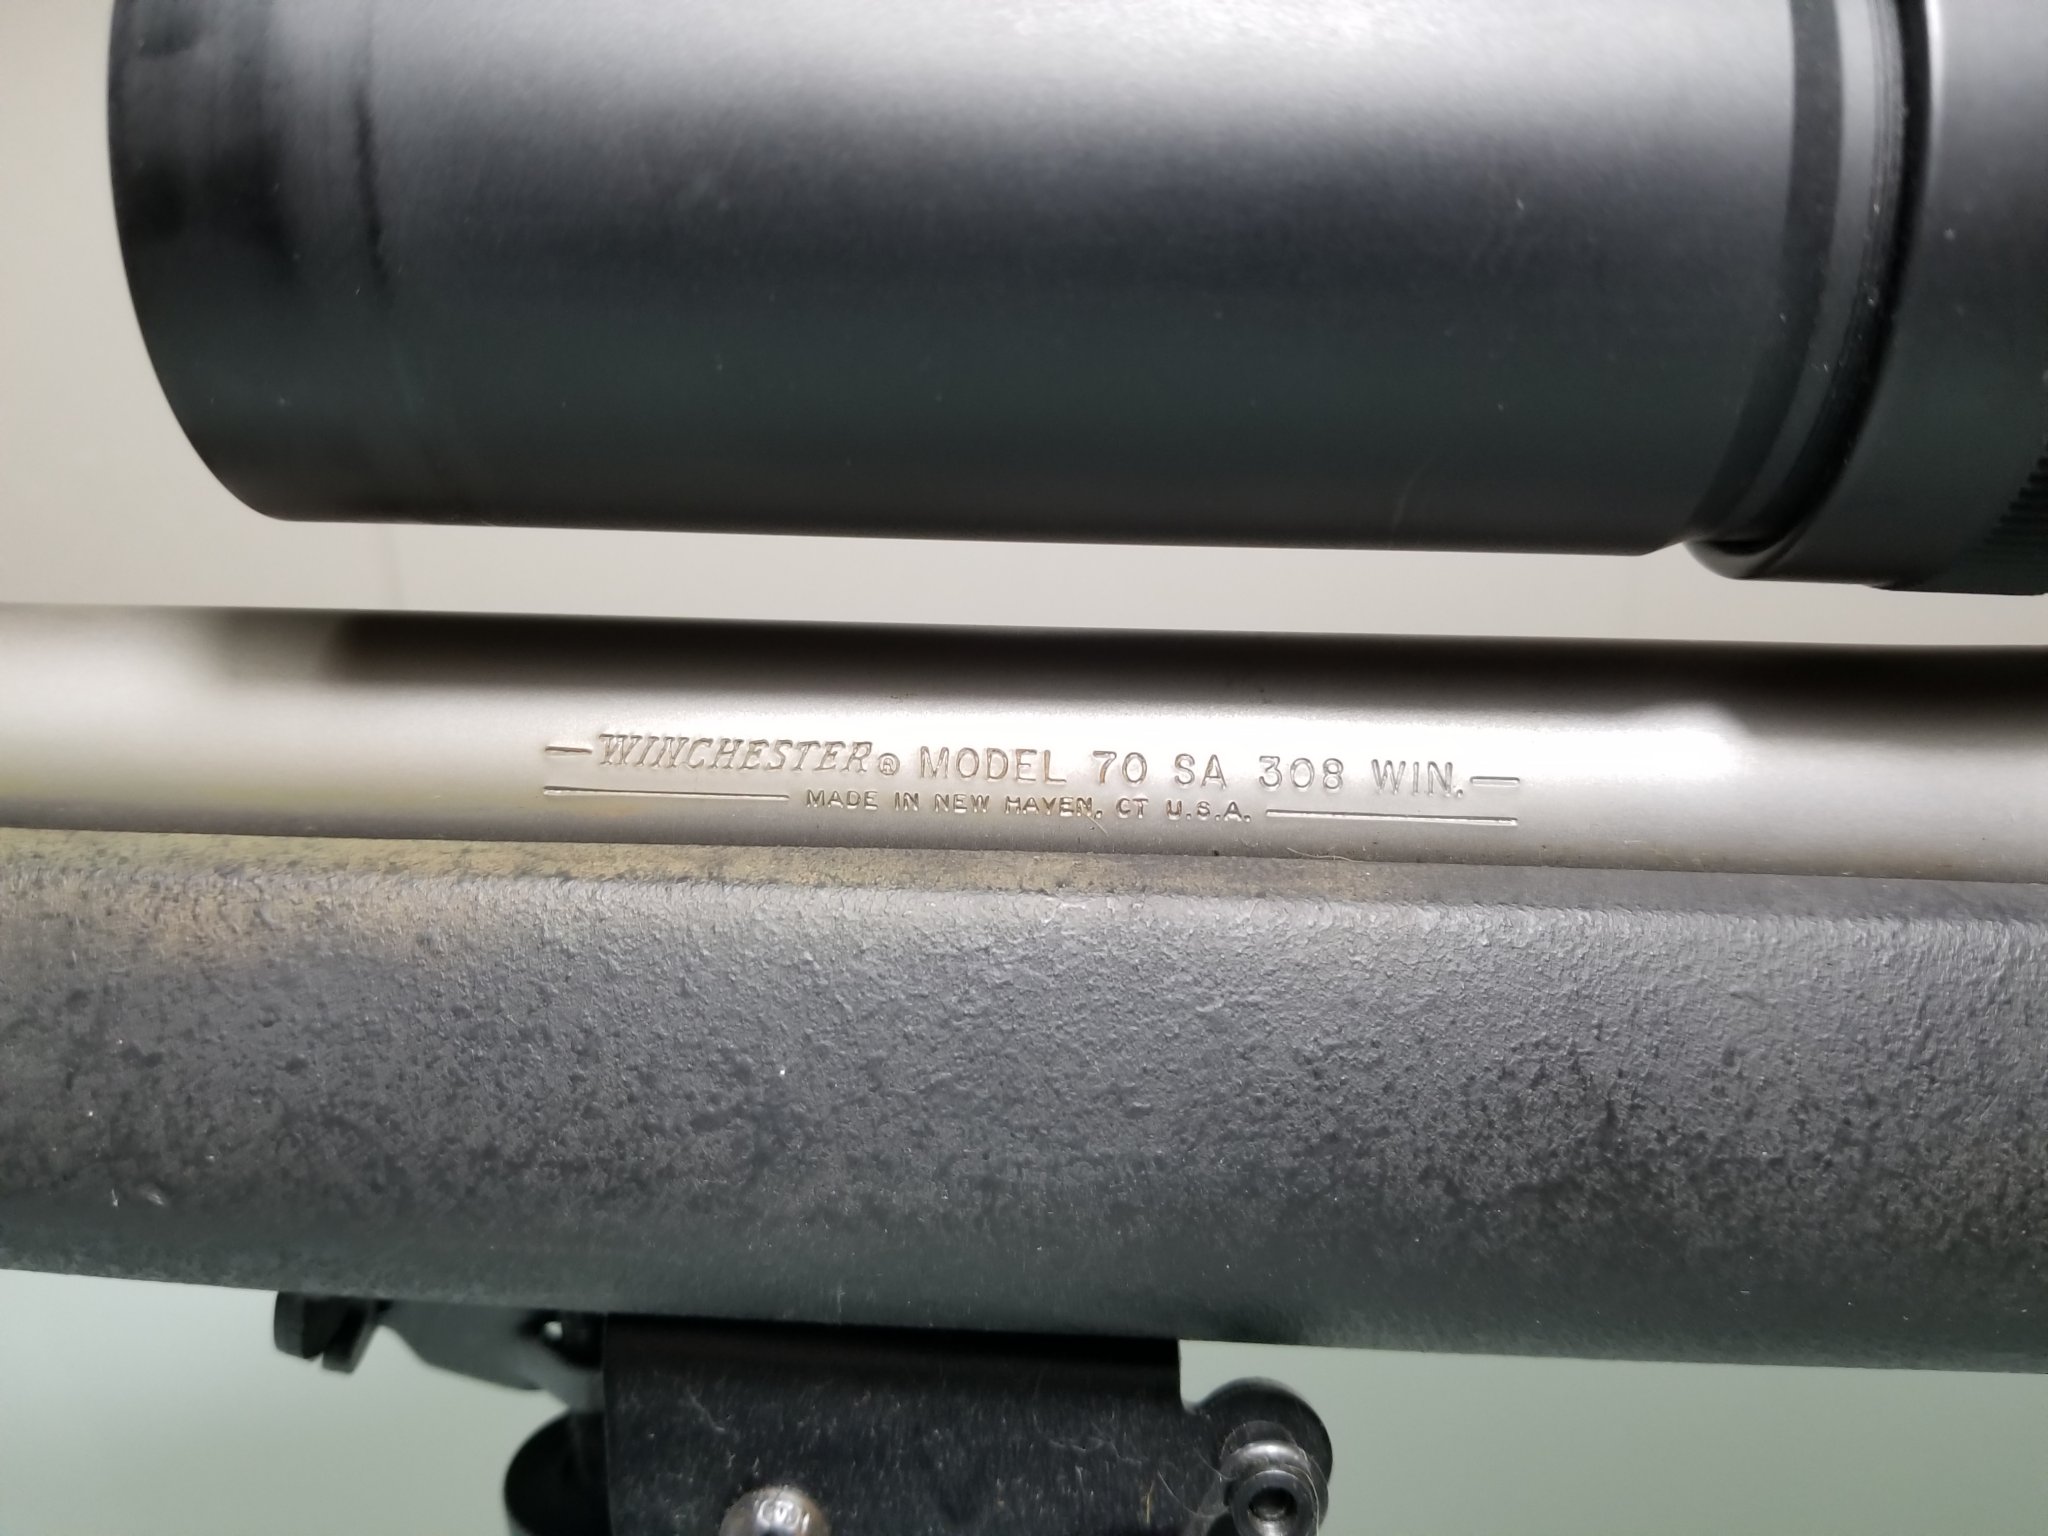 —WINCHESTER® MODEL 70 SA 308 WIN.—
MADE IN NEW HAVEN, CT U.S.A.